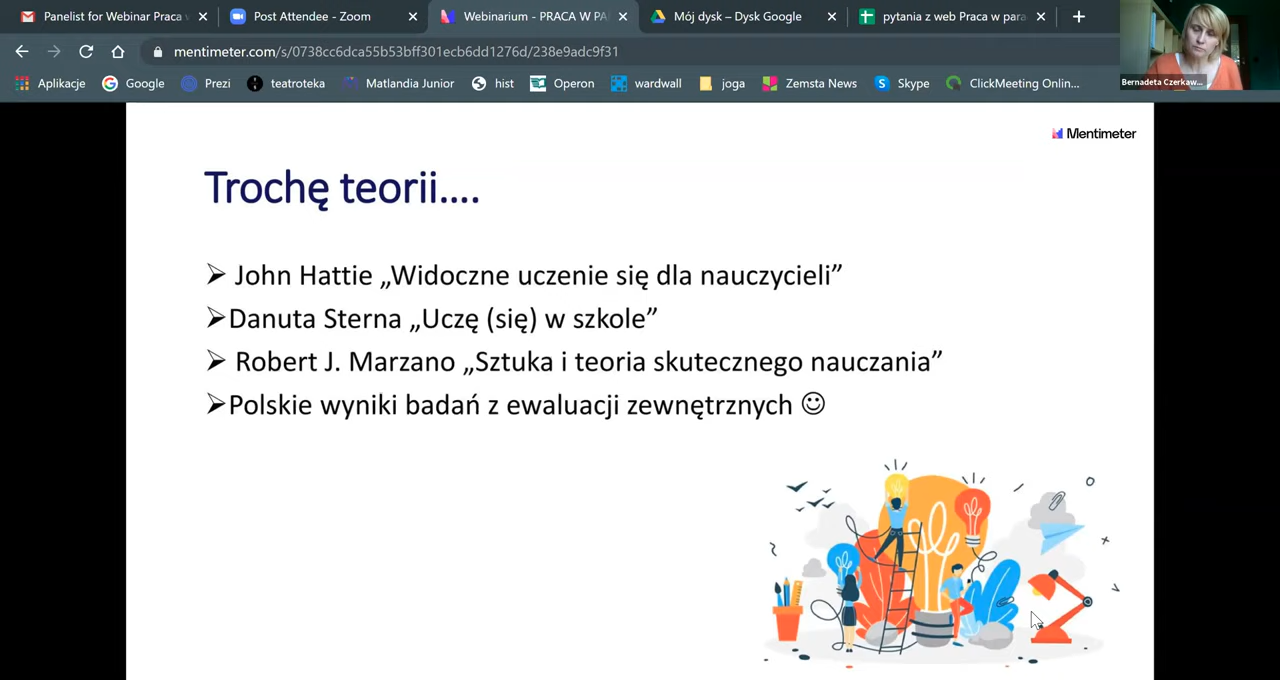 Panelist for Webinar Praca w
Post Attendee - Zoom
Webinarium - PRACA W PA
Mój dysk – Dysk Google
pytania z web Praca w para
mentimeter.com/s/0738cc6dca55b53bff301ecb6dd1276d/238e9adc9f31
Aplikacje
Google
Prezi
teatroteka
Matlandia Junior
hist
Operon
wardwall
joga
Zemsta News
Skype
ClickMeeting Onlin...
Bernadeta Czerkaw...
Mentimeter
Trochę teorii....
➢ John Hattie „Widoczne uczenie się dla nauczycieli”
➢Danuta Sterna „Uczę (się) w szkole”
➢ Robert J. Marzano „Sztuka i teoria skutecznego nauczania”
➢Polskie wyniki badań z ewaluacji zewnętrznych ☺